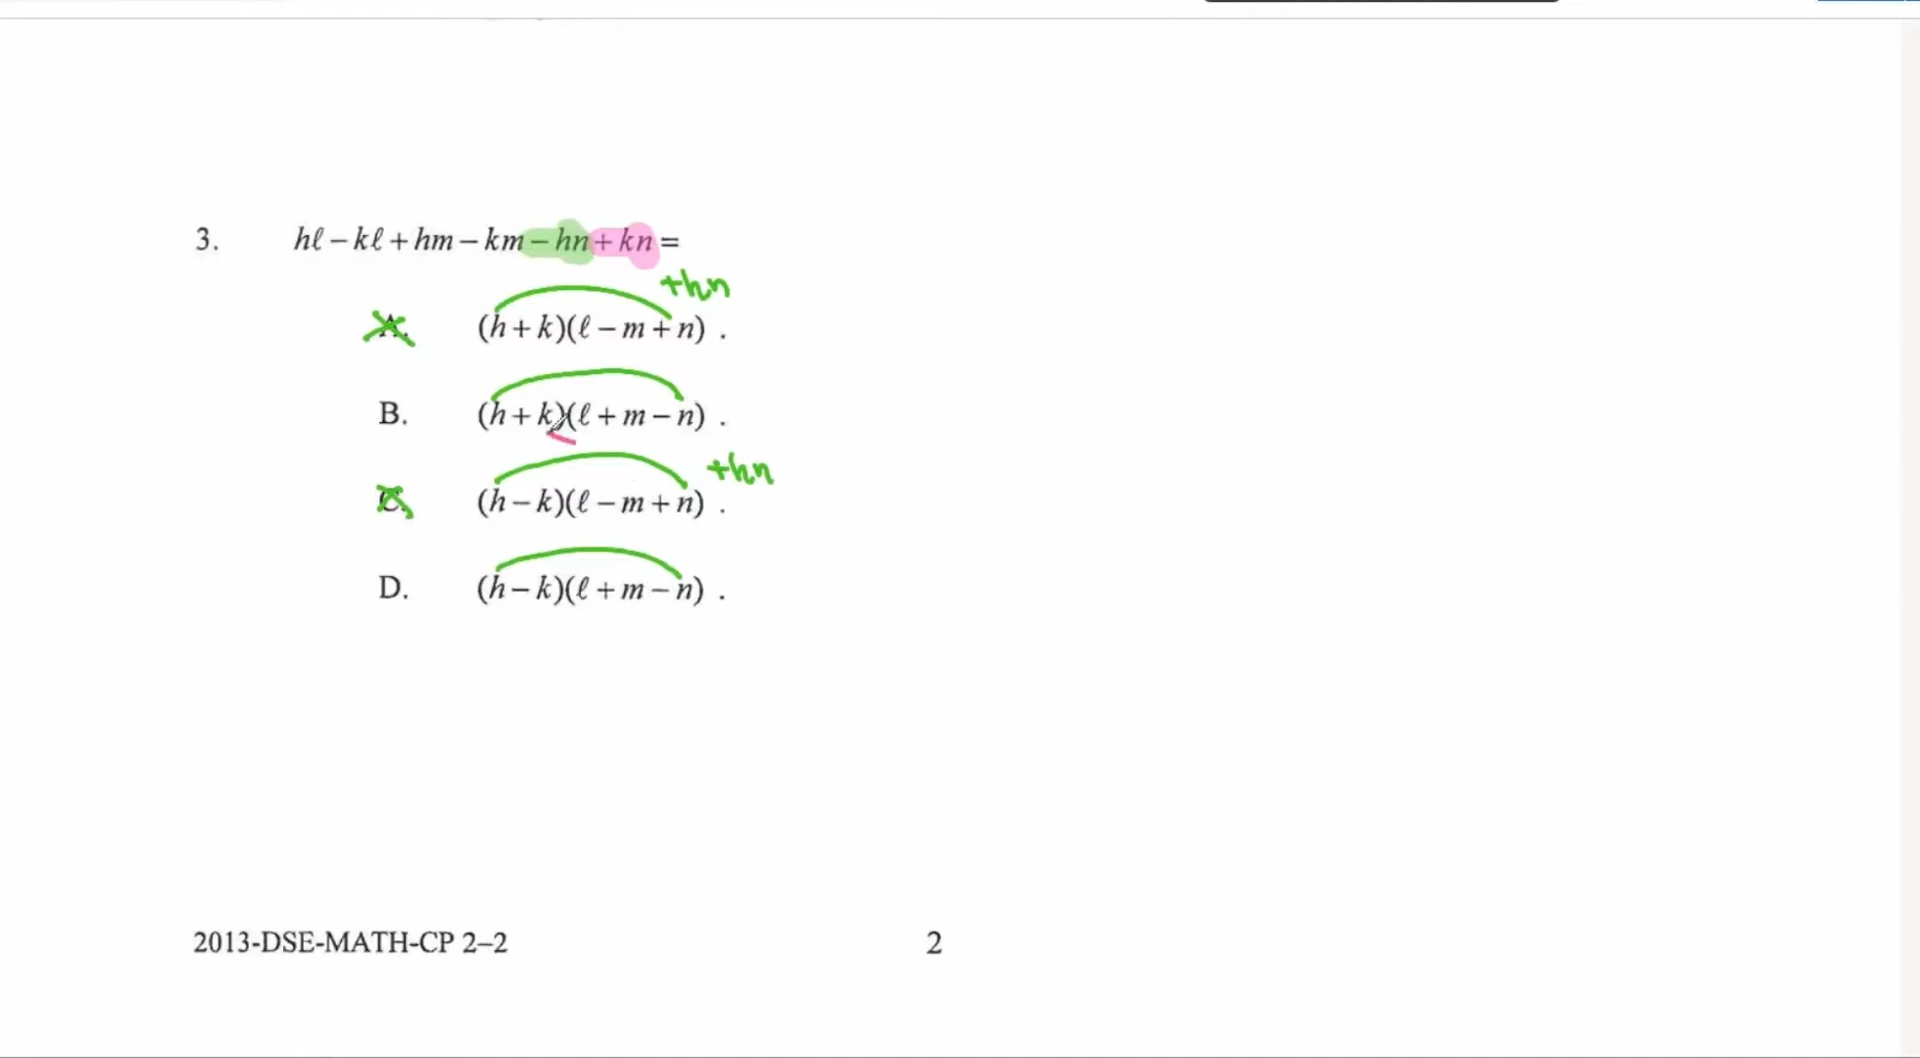 3. hℓ – kℓ + hm – km – hn + kn =
+hn
A. (h + k)(ℓ – m + n) .
B. (h + k)(ℓ + m – n) .
+hn
C. (h – k)(ℓ – m + n) .
D. (h – k)(ℓ + m – n) .
2013-DSE-MATH-CP 2–2 2